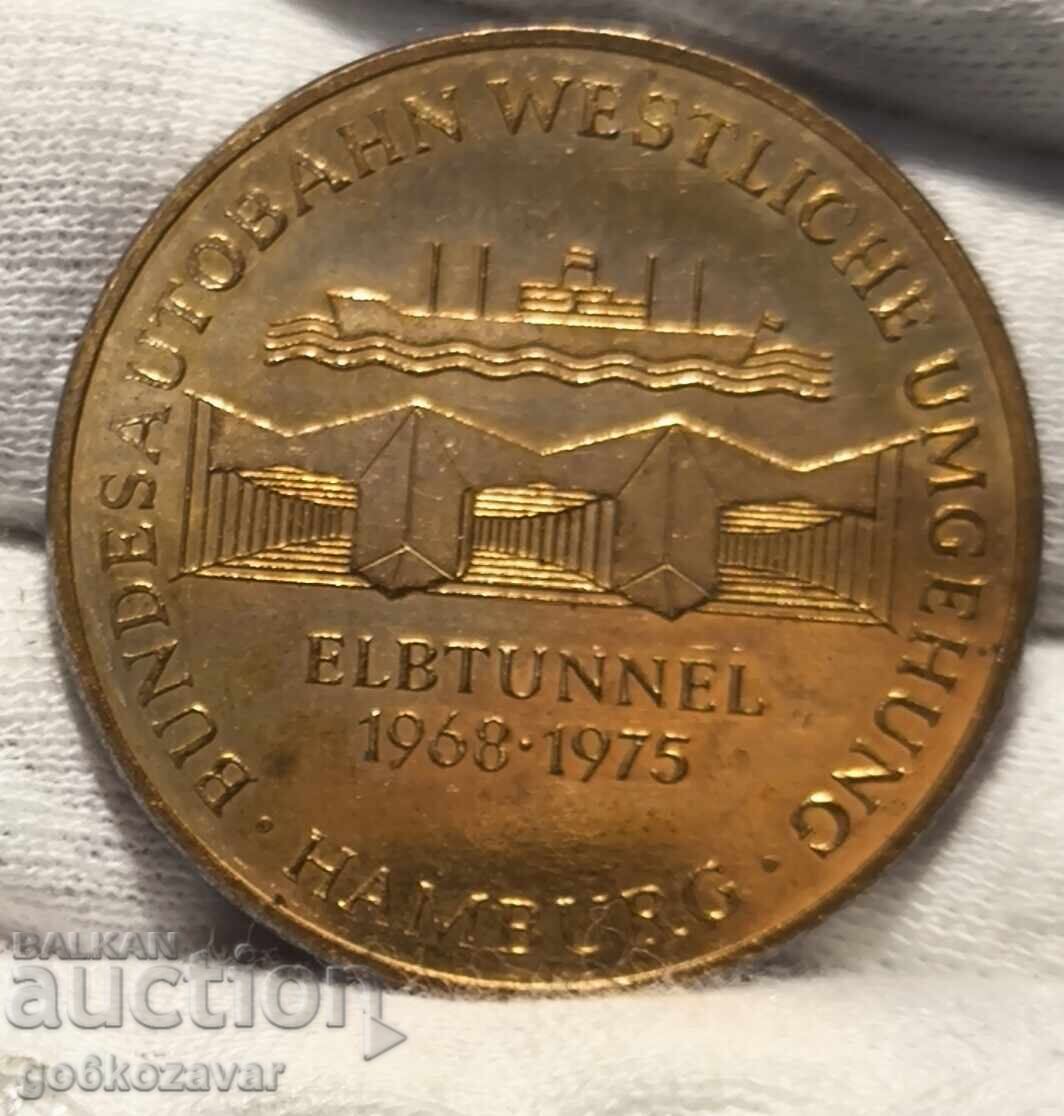 · BUNDESAUTOBAHN WESTLICHE UMGEHUNG ·
HAMBURG
ELBTUNNEL
1968·1975
BALKAN
auction
go6kozavar